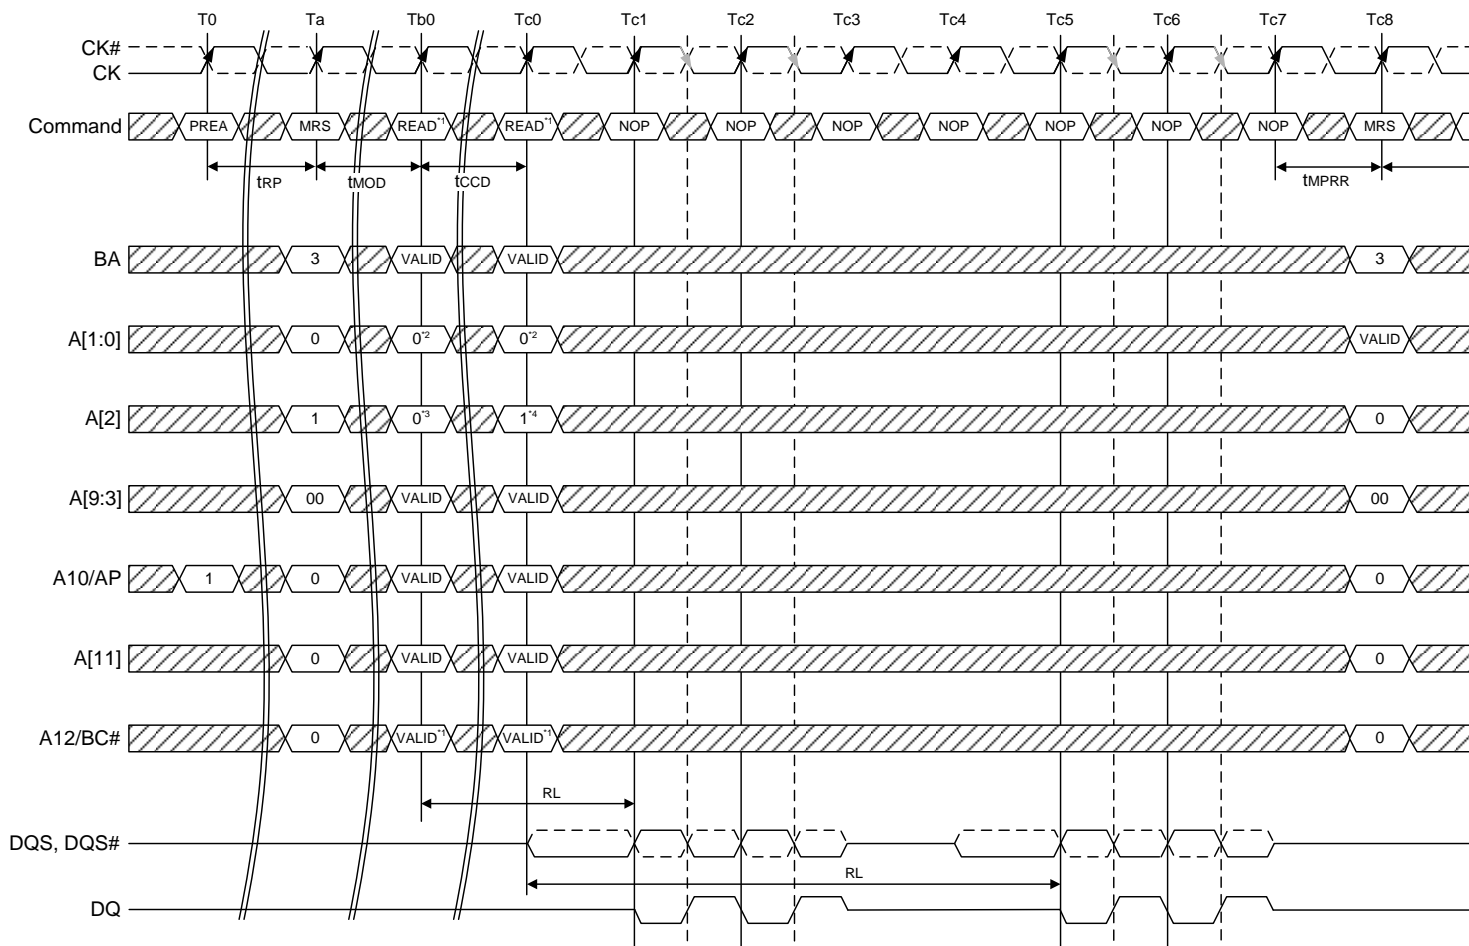 T0 Ta Tb0 Tc0 Tc1 Tc2 Tc3 Tc4 Tc5 Tc6 Tc7 Tc8
CK#
CK
Command PREA MRS READ*1 READ*1 NOP NOP NOP NOP NOP NOP NOP MRS
tRP tMOD tCCD tMPRR
BA 3 VALID VALID 3
A[1:0] 0 0*2 0*2 VALID
A[2] 1 0*3 1*4 0
A[9:3] 00 VALID VALID 00
A10/AP 1 0 VALID VALID 0
A[11] 0 VALID VALID 0
A12/BC# 0 VALID*1 VALID*1 0
RL
DQS, DQS#
RL
DQ